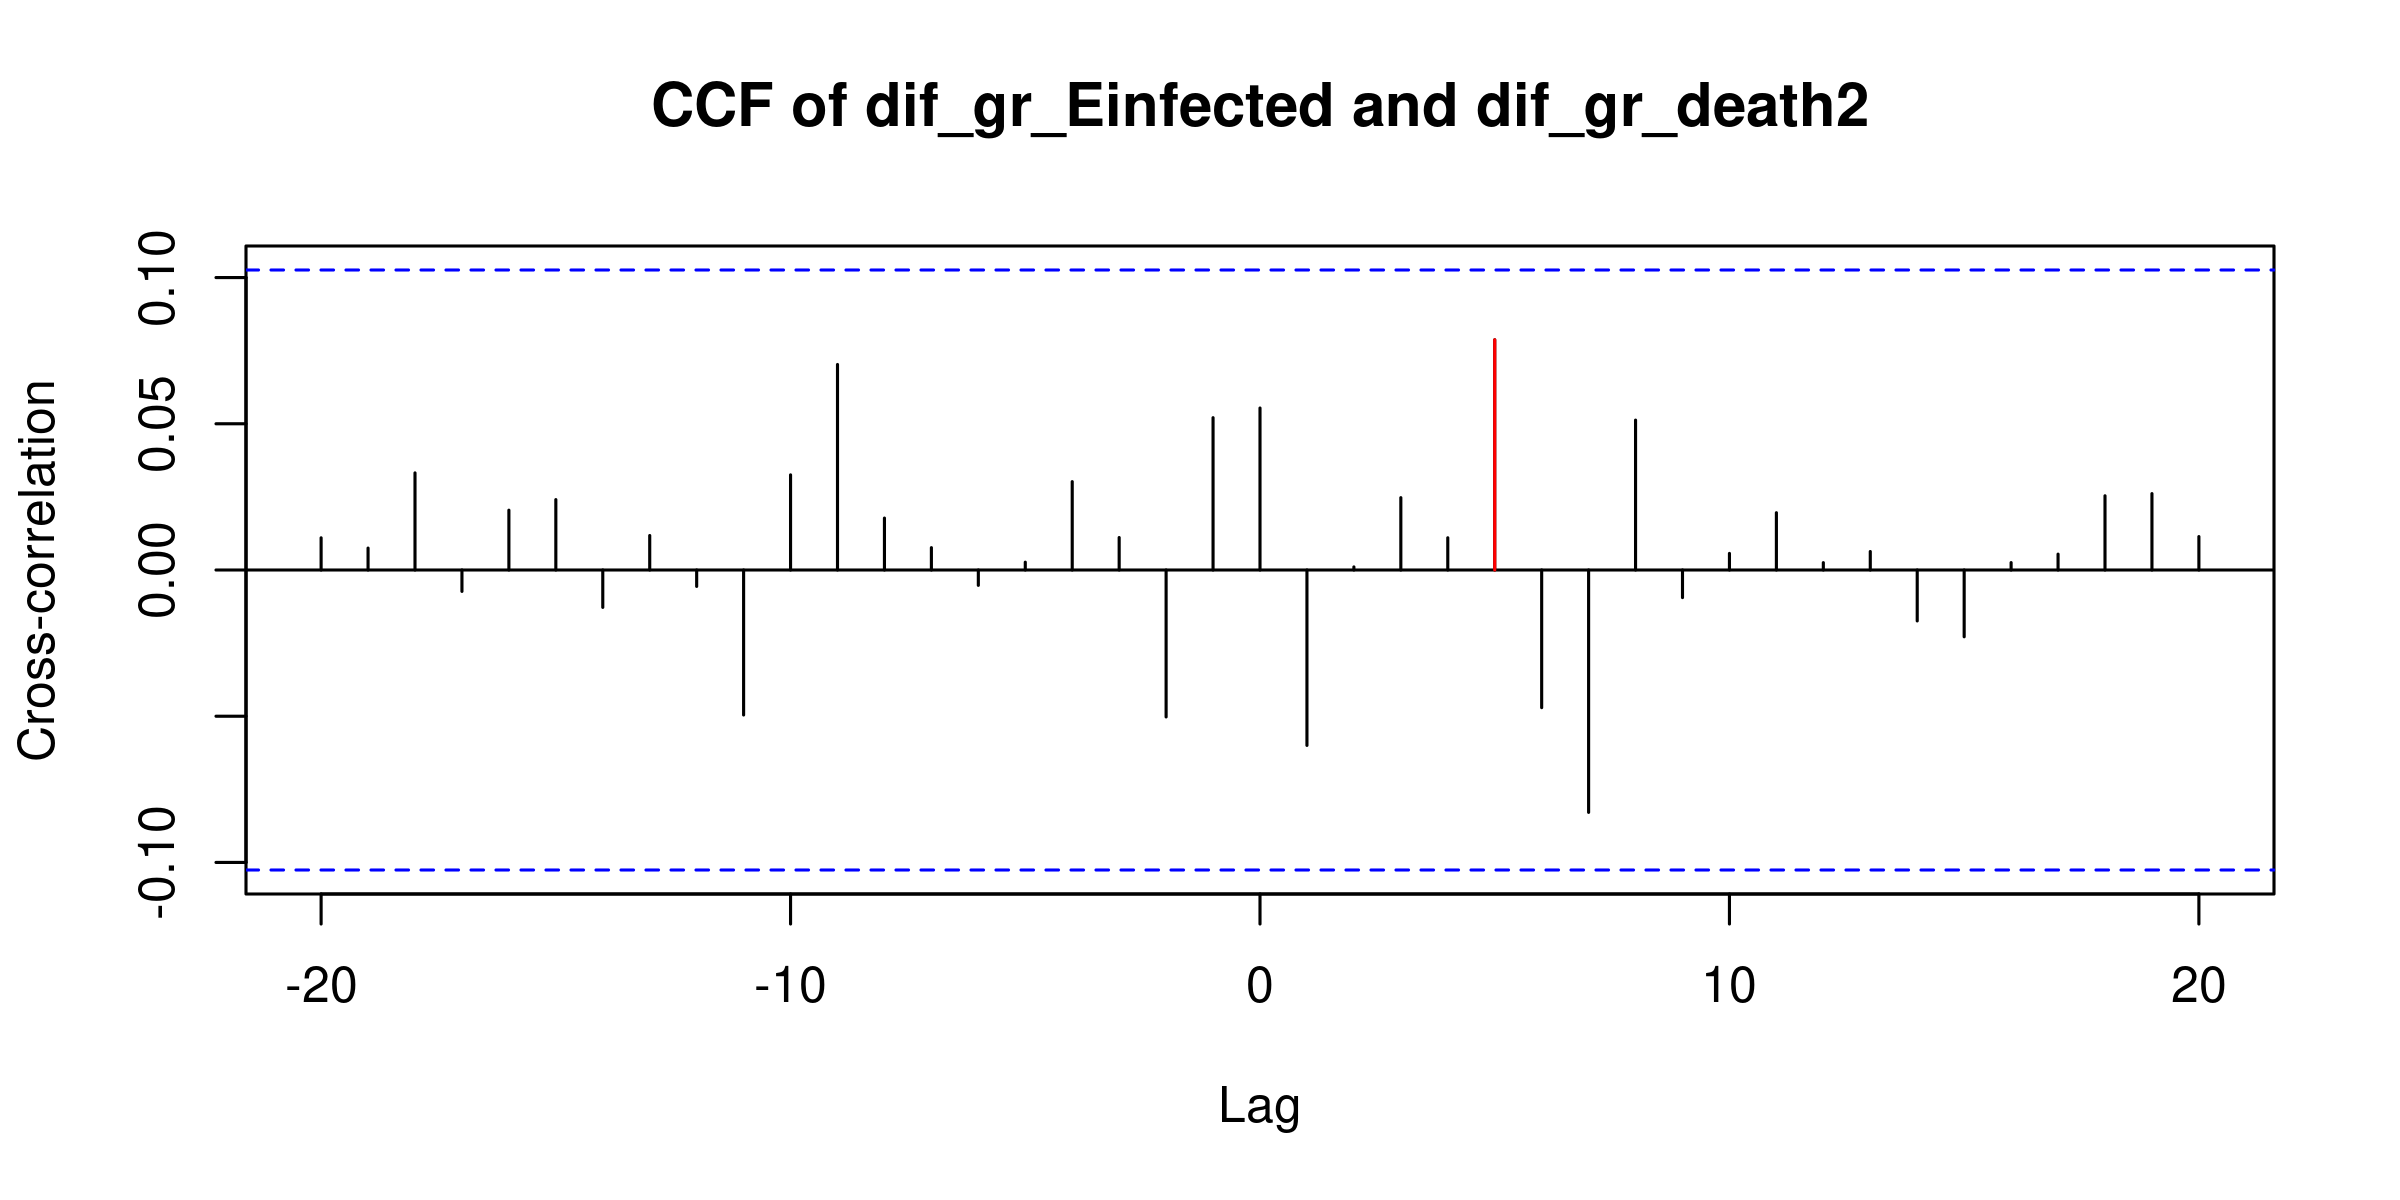 CCF of dif_gr_Einfected and dif_gr_death2
Cross-correlation
0.10
0.05
0.00
-0.10
-20 -10 0 10 20
Lag